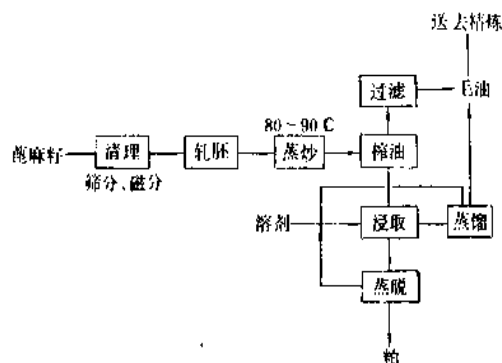 送去精炼
过滤
毛油
80~90℃
蓖麻籽
清理
轧胚
蒸炒
榨油
筛分、磁分
溶剂
浸取
蒸馏
蒸脱
粕